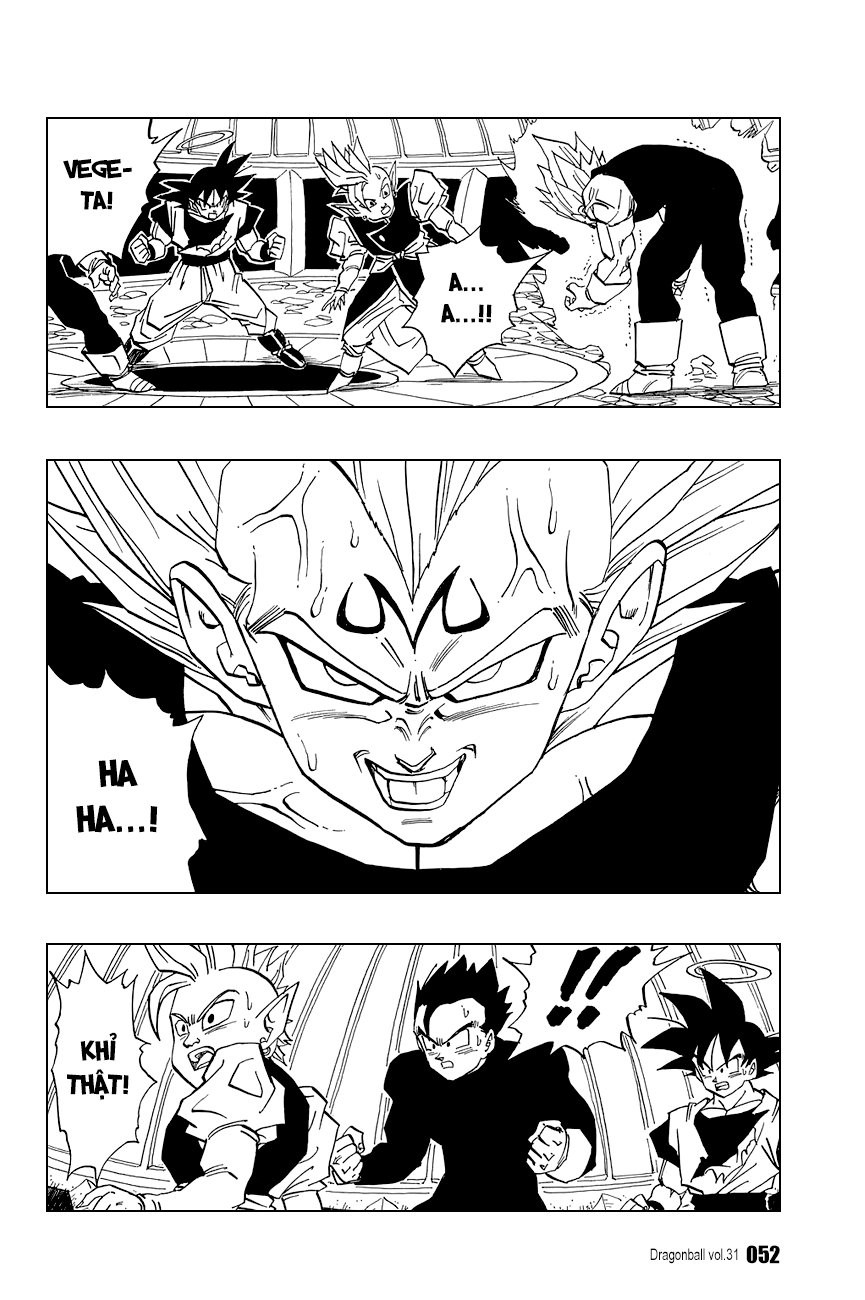 VEGE-
TA!
A...
A...!!
HA
HA...!
KHỈ
THẬT!
!!
Dragonball vol.31 052